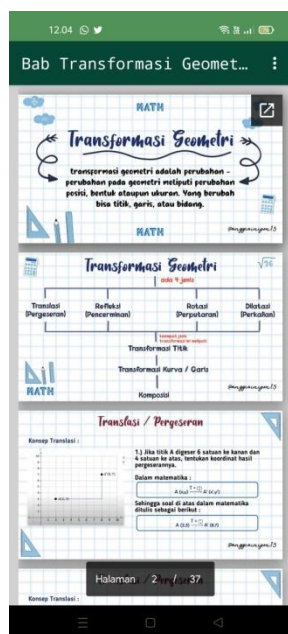 12.04
Bab Transformasi Geomet...
MATH
Transformasi Geometri
transformasi geometri adalah perubahan -
perubahan pada geometri meliputi perubahan
posisi, bentuk ataupun ukuran. Yang berubah
bisa titik, garis, atau bidang.
MATH
Transformasi Geometri
√36
ada 4 jenis
Translasi
(Pergeseran)
Refleksi
(Pencerminan)
Rotasi
(Perputaran)
Dilatasi
(Perkalian)
Transformasi Titik
Transformasi Kurva / Garis
Komposisi
MATH
Translasi / Pergeseran
Konsep Translasi :
1.) Jika titik A digeser 6 satuan ke kanan dan
4 satuan ke atas, tentukan koordinat hasil
pergeserannya.
Dalam matematika :
Sehingga soal di atas dalam matematika
ditulis sebagai berikut :
Halaman 2 / 37
Konsep Translasi :